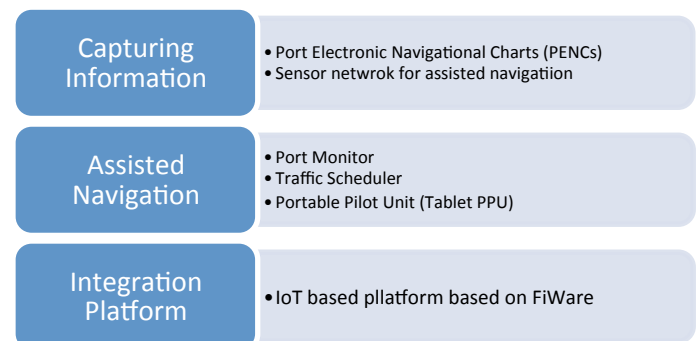 Capturing
Information
• Port Electronic Navigational Charts (PENCs)
• Sensor netwrok for assisted navigatiion
Assisted
Navigation
• Port Monitor
• Traffic Scheduler
• Portable Pilot Unit (Tablet PPU)
Integration
Platform
• IoT based pllatform based on FiWare